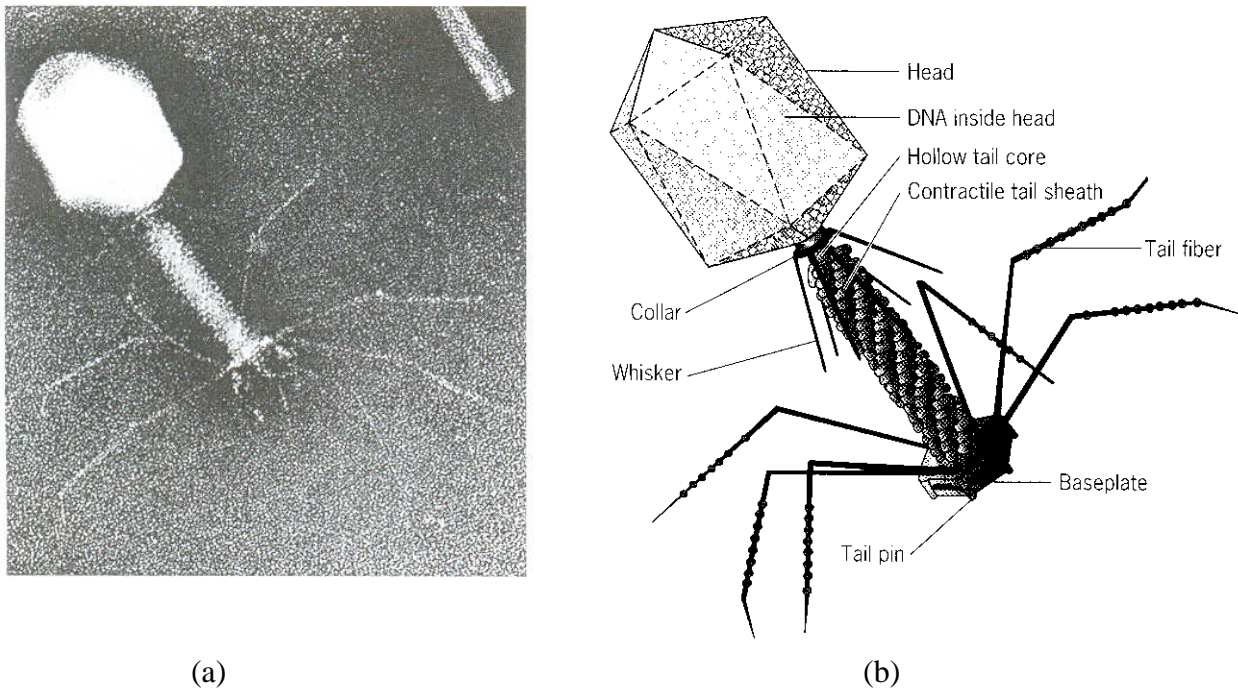 Head
DNA inside head
Hollow tail core
Contractile tail sheath
Tail fiber
Collar
Whisker
Baseplate
Tail pin
(a)
(b)